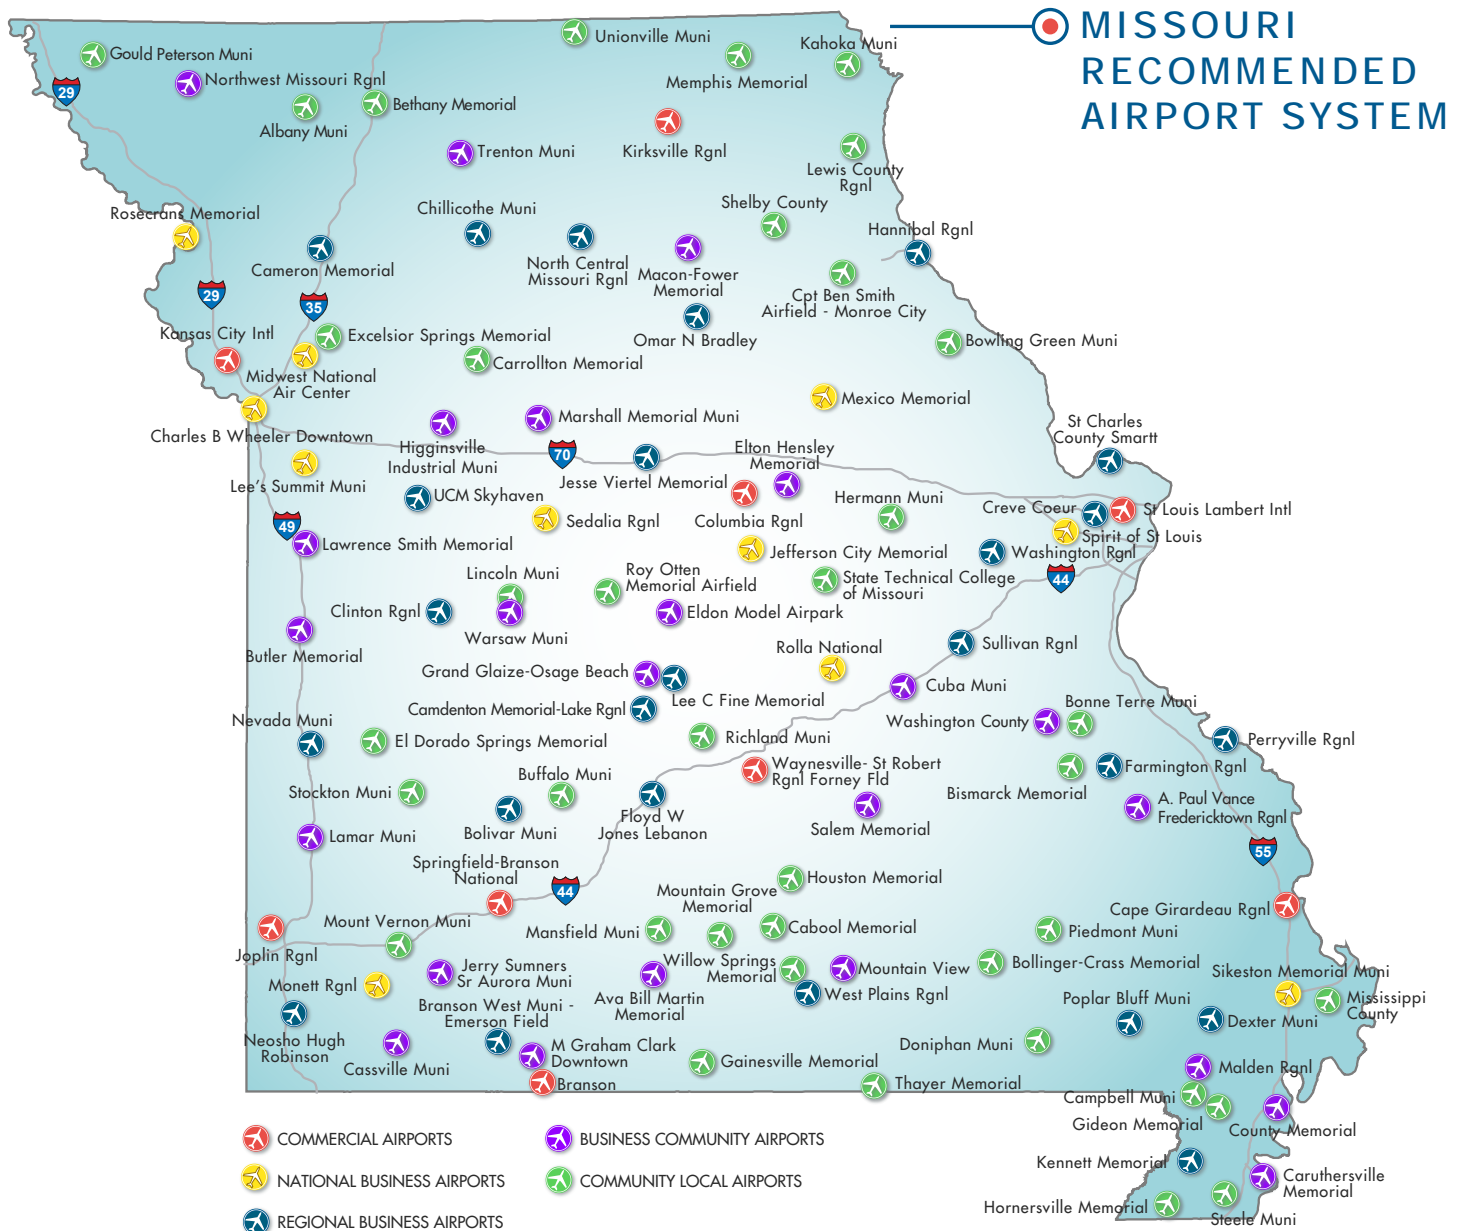 MISSOURI
RECOMMENDED
AIRPORT SYSTEM
Gould Peterson Muni
Unionville Muni
Kahoka Muni
Northwest Missouri Rgnl
Memphis Memorial
29
Bethany Memorial
Albany Muni
Trenton Muni
Kirksville Rgnl
Lewis County
Rgnl
Rosecrans Memorial
Chillicothe Muni
Shelby County
Hannibal Rgnl
Cameron Memorial
North Central
Missouri Rgnl
Macon-Fower
Memorial
Cpt Ben Smith
Airfield - Monroe City
29
35
Kansas City Intl
Excelsior Springs Memorial
Omar N Bradley
Bowling Green Muni
Carrollton Memorial
Midwest National
Air Center
Mexico Memorial
Charles B Wheeler Downtown
Marshall Memorial Muni
Higginsville
Industrial Muni
70
Elton Hensley
Memorial
St Charles
County Smartt
Lee's Summit Muni
Jesse Viertel Memorial
UCM Skyhaven
Hermann Muni
Creve Coeur
St Louis Lambert Intl
49
Sedalia Rgnl
Columbia Rgnl
Spirit of St Louis
Lawrence Smith Memorial
Jefferson City Memorial
Washington Rgnl
Lincoln Muni
Roy Otten
Memorial Airfield
State Technical College
of Missouri
44
Clinton Rgnl
Warsaw Muni
Eldon Model Airpark
Butler Memorial
Rolla National
Sullivan Rgnl
Grand Glaize-Osage Beach
Lee C Fine Memorial
Cuba Muni
Camdenton Memorial-Lake Rgnl
Bonne Terre Muni
Washington County
Nevada Muni
El Dorado Springs Memorial
Richland Muni
Perryville Rgnl
Waynesville- St Robert
Rgnl Forney Fld
Farmington Rgnl
Buffalo Muni
Stockton Muni
Bismarck Memorial
A. Paul Vance
Fredericktown Rgnl
Bolivar Muni
Floyd W
Jones Lebanon
Salem Memorial
Lamar Muni
55
Springfield-Branson
National
44
Houston Memorial
Mountain Grove
Memorial
Cape Girardeau Rgnl
Mount Vernon Muni
Mansfield Muni
Cabool Memorial
Piedmont Muni
Joplin Rgnl
Willow Springs
Memorial
Mountain View
Bollinger-Crass Memorial
Jerry Sumners
Sr Aurora Muni
Sikeston Memorial Muni
Monett Rgnl
Ava Bill Martin
Memorial
West Plains Rgnl
Poplar Bluff Muni
Mississippi
County
Branson West Muni -
Emerson Field
Dexter Muni
Neosho Hugh
Robinson
Cassville Muni
M Graham Clark
Downtown
Doniphan Muni
Gainesville Memorial
Malden Rgnl
Branson
Thayer Memorial
Campbell Muni
Gideon Memorial
County Memorial
Kennett Memorial
Caruthersville
Memorial
Hornersville Memorial
Steele Muni
COMMERCIAL AIRPORTS
BUSINESS COMMUNITY AIRPORTS
NATIONAL BUSINESS AIRPORTS
COMMUNITY LOCAL AIRPORTS
REGIONAL BUSINESS AIRPORTS